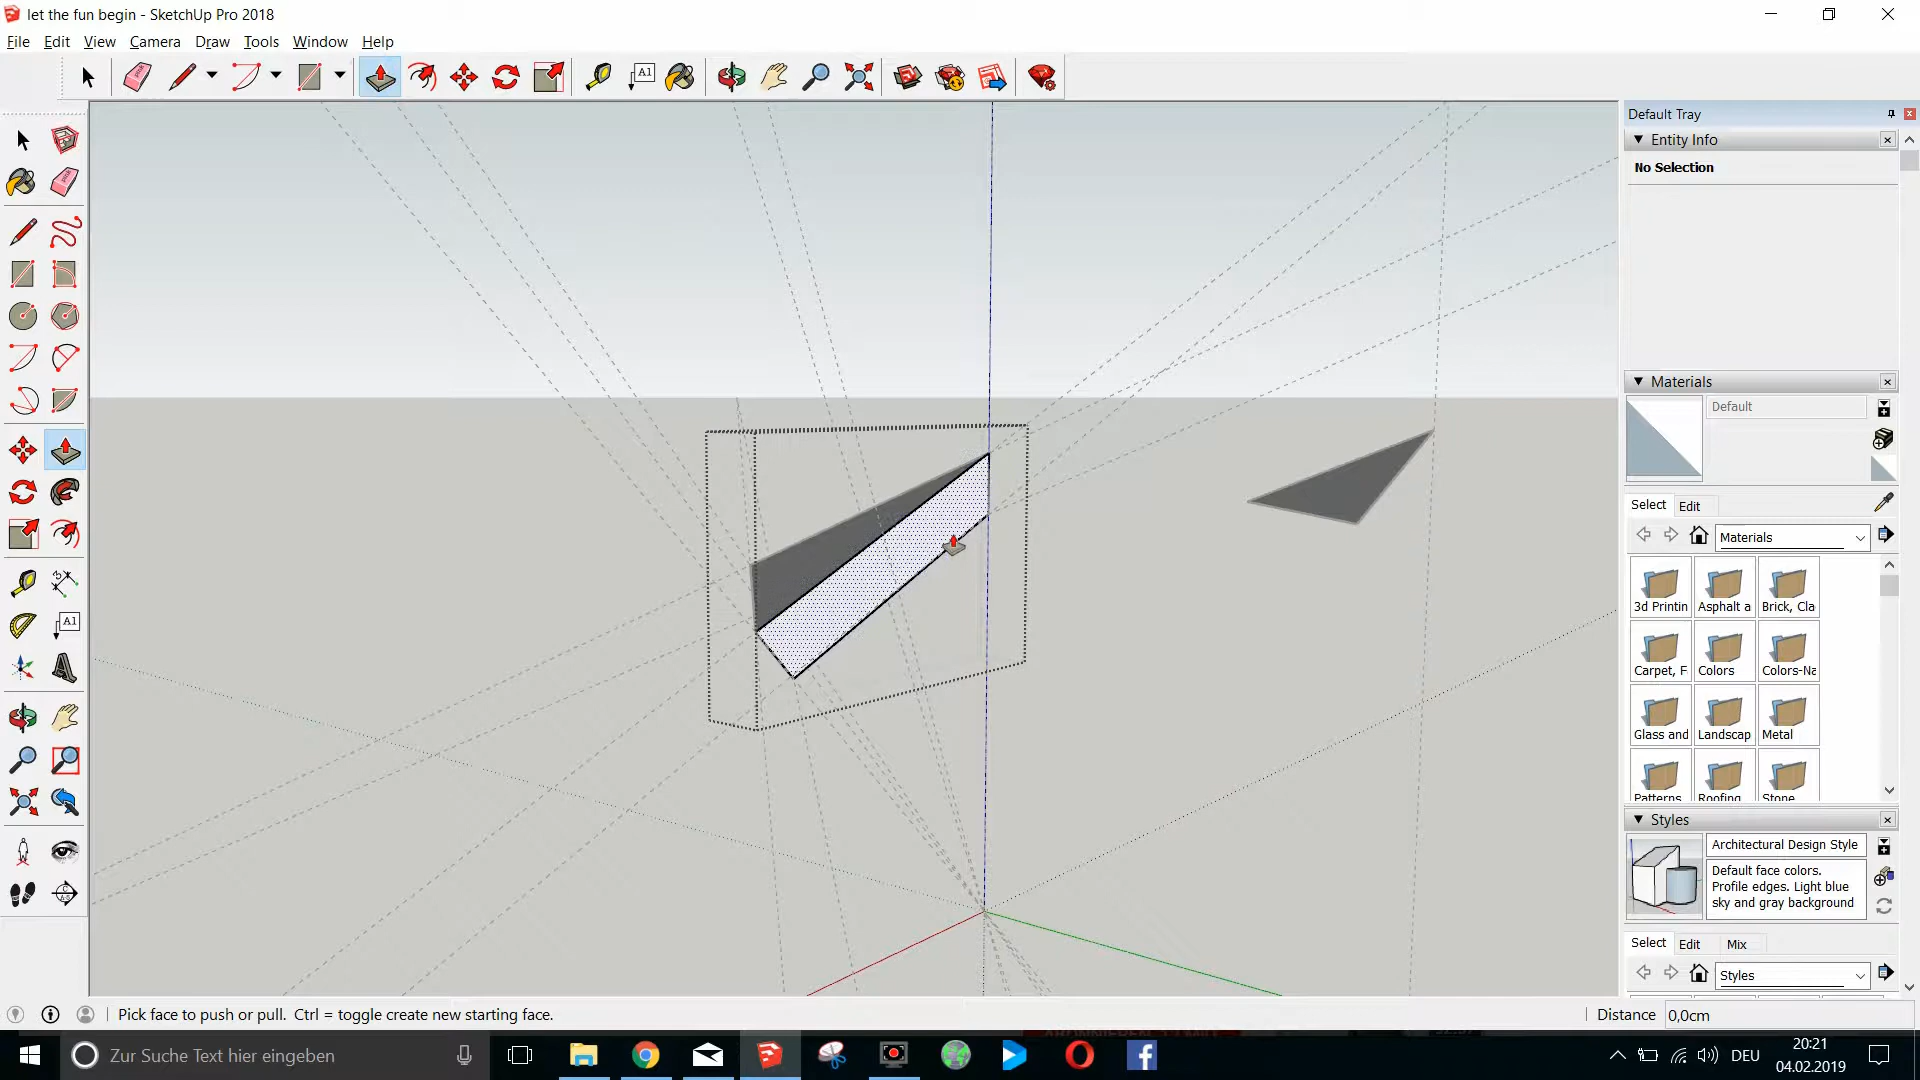 let the fun begin - SketchUp Pro 2018
File Edit View Camera Draw Tools Window Help
A1
Default Tray
Entity Info
No Selection
Materials
Default
Select Edit
Materials
3d Printin Asphalt a Brick, Cla
Carpet, F Colors Colors-Na
Glass and Landscap Metal
Patterns Roofing Stone
Styles
Architectural Design Style
Default face colors.
Profile edges. Light blue
sky and gray background
Select Edit Mix
Styles
A1
Pick face to push or pull. Ctrl = toggle create new starting face.
Distance 0,0cm
Zur Suche Text hier eingeben
DEU
20:21
04.02.2019